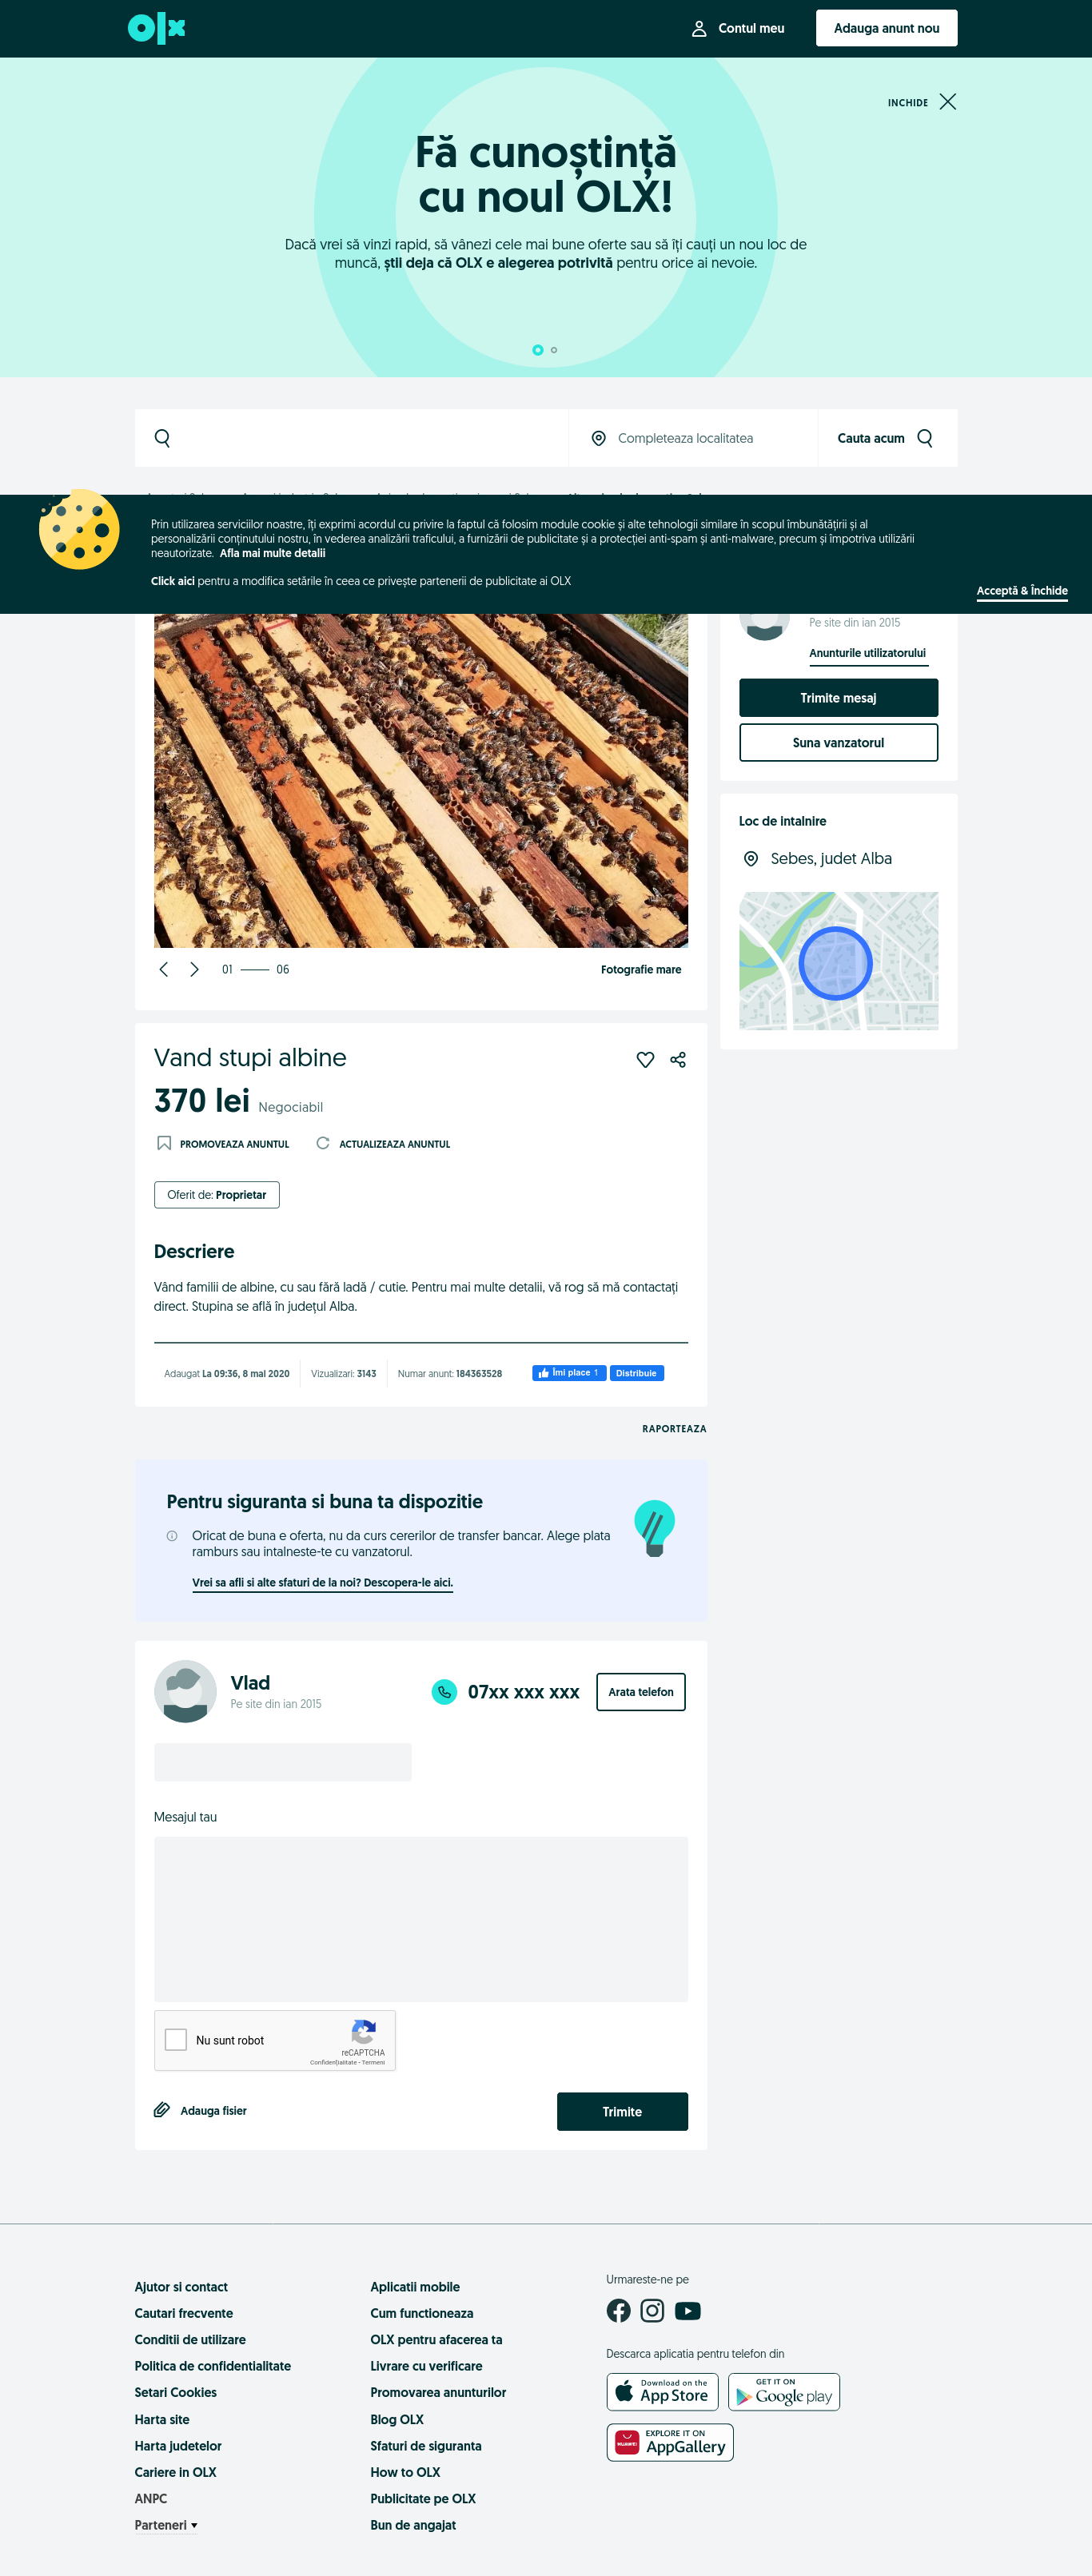 olx
Contul meu
Adauga anunt nou
INCHIDE
Fă cunoștință
cu noul OLX!
Dacă vrei să vinzi rapid, să vânezi cele mai bune oferte sau să îți cauți un nou loc de
muncă, știi deja că OLX e alegerea potrivită pentru orice ai nevoie.
Completeaza localitatea
Cauta acum
Prin utilizarea serviciilor noastre, îți exprimi acordul cu privire la faptul că folosim module cookie și alte tehnologii similare în scopul îmbunătățirii și al
personalizării conținutului nostru, în vederea analizării traficului, a furnizării de publicitate și a protecției anti-spam și anti-malware, precum și împotriva utilizării
neautorizate. Afla mai multe detalii
Click aici pentru a modifica setările în ceea ce privește partenerii de publicitate ai OLX
Acceptă & Închide
Pe site din ian 2015
Anunturile utilizatorului
Trimite mesaj
Suna vanzatorul
Loc de intalnire
Sebes, judet Alba
01 06
Fotografie mare
Vand stupi albine
370 lei Negociabil
PROMOVEAZA ANUNTUL
ACTUALIZEAZA ANUNTUL
Oferit de: Proprietar
Descriere
Vând familii de albine, cu sau fără ladă / cutie. Pentru mai multe detalii, vă rog să mă contactați
direct. Stupina se află în județul Alba.
Adaugat La 09:36, 8 mai 2020
Vizualizari: 3143
Numar anunt: 184363528
Îmi place 1
Distribuie
RAPORTEAZA
Pentru siguranta si buna ta dispozitie
Oricat de buna e oferta, nu da curs cererilor de transfer bancar. Alege plata
ramburs sau intalneste-te cu vanzatorul.
Vrei sa afli si alte sfaturi de la noi? Descopera-le aici.
Vlad
Pe site din ian 2015
07xx xxx xxx
Arata telefon
Mesajul tau
Nu sunt robot
reCAPTCHA
Confidențialitate - Termeni
Adauga fisier
Trimite
Ajutor si contact
Cautari frecvente
Conditii de utilizare
Politica de confidentialitate
Setari Cookies
Harta site
Harta judetelor
Cariere in OLX
ANPC
Parteneri
Aplicatii mobile
Cum functioneaza
OLX pentru afacerea ta
Livrare cu verificare
Promovarea anunturilor
Blog OLX
Sfaturi de siguranta
How to OLX
Publicitate pe OLX
Bun de angajat
Urmareste-ne pe
Descarca aplicatia pentru telefon din
Download on the
App Store
GET IT ON
Google play
HUAWEI
EXPLORE IT ON
AppGallery